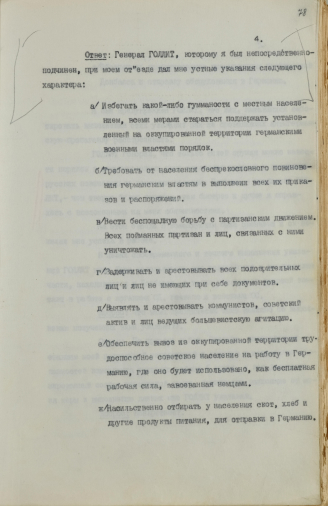 78
4.
Ответ: Генерал ГОЛЛИТ, которому я был непосредственно-
подчинен, при моем от"езде дал мне устные указания следующего
характера:
а/ Избегать какой-либо гуманности с местным населе-
нием, всеми мерами стараться поддержать установ-
ленный на оккупированной территории германскими
военными властями порядок.
б/ Требовать от населения беспрекословного повинове-
ния германским властям в выполнении всех их прика-
зов и распоряжений.
в/ Вести беспощадную борьбу с партизанским движением.
Всех пойманных партизан и лиц, связанных с ними
уничтожать.
г/ Задерживать и арестовывать всех подозрительных
лиц и лиц не имеющих при себе документов.
д/ Выявлять и арестовывать коммунистов, советский
актив и лиц ведущих большевистскую агитацию.
е/ Обеспечить вывоз из оккупированной территории тру-
доспособное советское население на работу в Гер-
манию, где оно будет использовано, как бесплатная
рабочая сила, завоеванная немцами.
ж/ Насильственно отбирать у населения скот, хлеб и
другие продукты питания, для отправки в Германию.